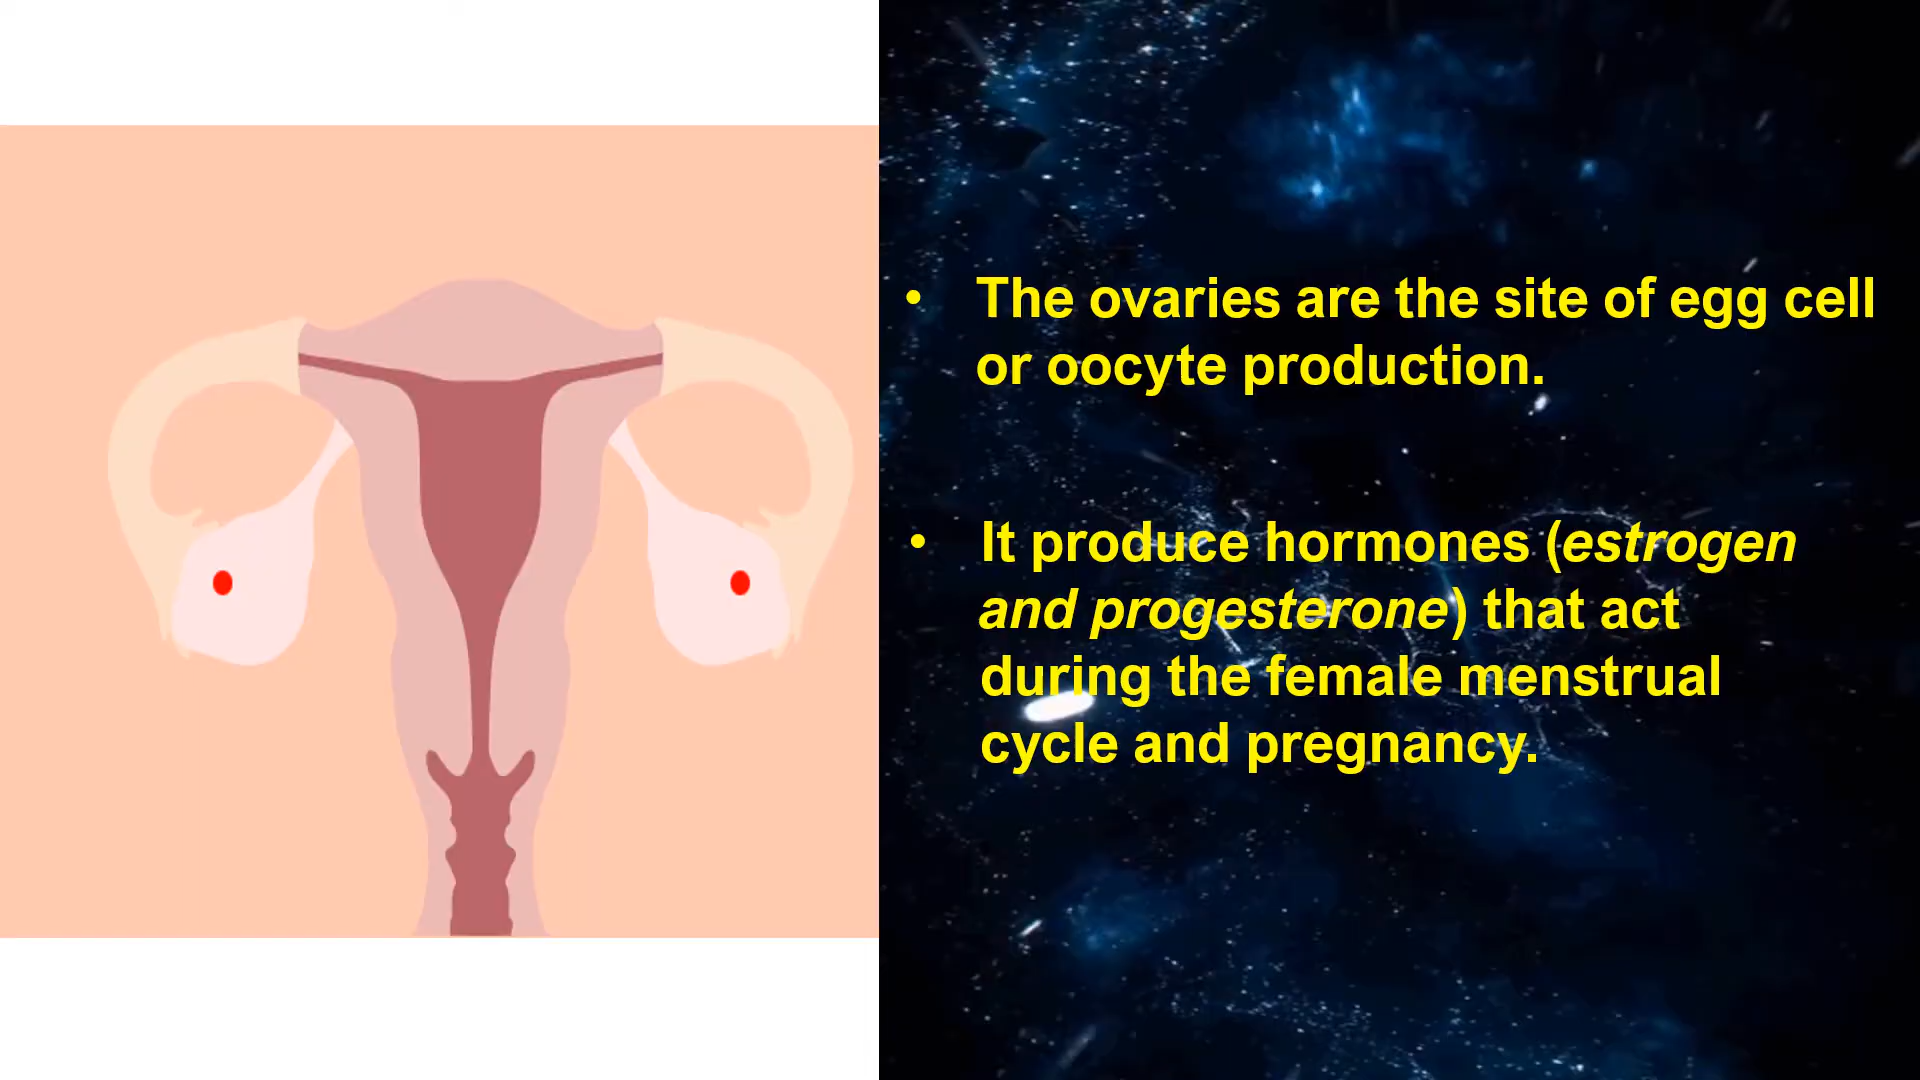 • The ovaries are the site of egg cell
or oocyte production.
• It produce hormones (estrogen
and progesterone) that act
during the female menstrual
cycle and pregnancy.